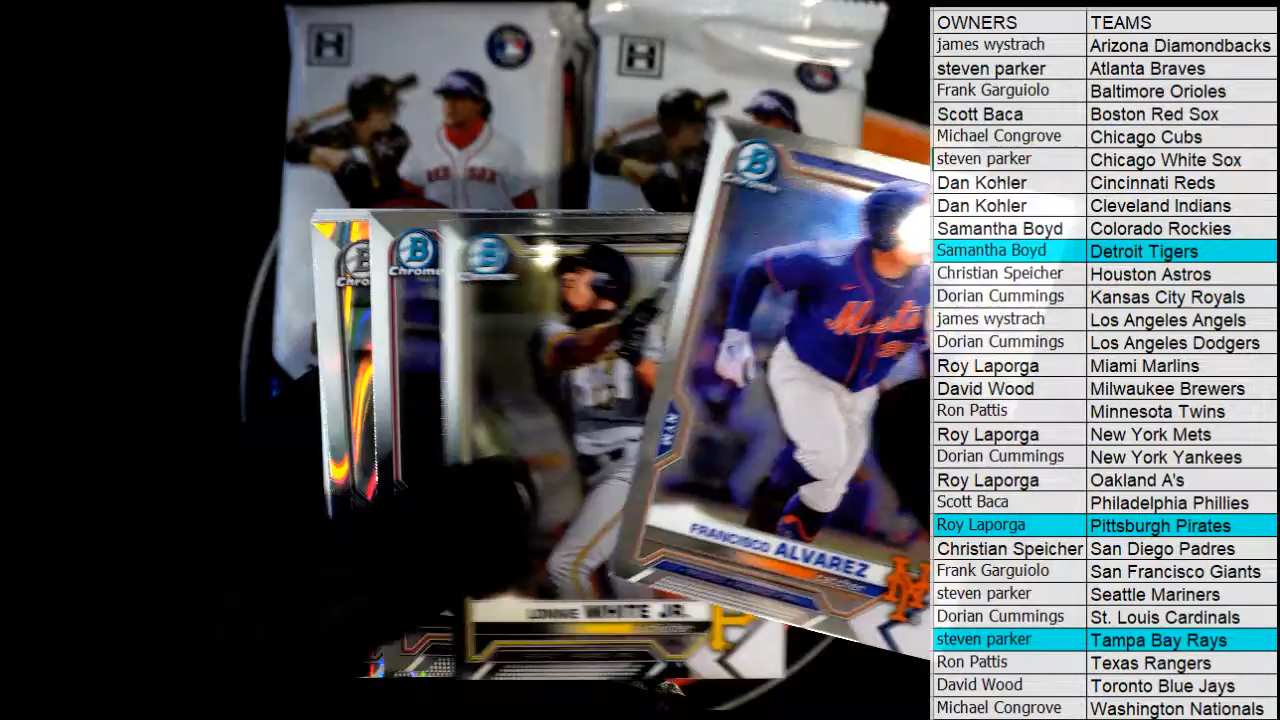 OWNERS TEAMS
james wystrach Arizona Diamondbacks
steven parker Atlanta Braves
Frank Garguiolo Baltimore Orioles
Scott Baca Boston Red Sox
Michael Congrove Chicago Cubs
steven parker Chicago White Sox
Dan Kohler Cincinnati Reds
Dan Kohler Cleveland Indians
Samantha Boyd Colorado Rockies
Samantha Boyd Detroit Tigers
Christian Speicher Houston Astros
Dorian Cummings Kansas City Royals
james wystrach Los Angeles Angels
Dorian Cummings Los Angeles Dodgers
Roy Laporga Miami Marlins
David Wood Milwaukee Brewers
Ron Pattis Minnesota Twins
Roy Laporga New York Mets
Dorian Cummings New York Yankees
Roy Laporga Oakland A's
Scott Baca Philadelphia Phillies
Roy Laporga Pittsburgh Pirates
Christian Speicher San Diego Padres
Frank Garguiolo San Francisco Giants
steven parker Seattle Mariners
Dorian Cummings St. Louis Cardinals
steven parker Tampa Bay Rays
Ron Pattis Texas Rangers
David Wood Toronto Blue Jays
Michael Congrove Washington Nationals
H
H
B
Chrome
B
Chrome
B
Chrome
Mets
NYM
FRANCISCO ALVAREZ
catcher
NY
LONNIE WHITE JR.